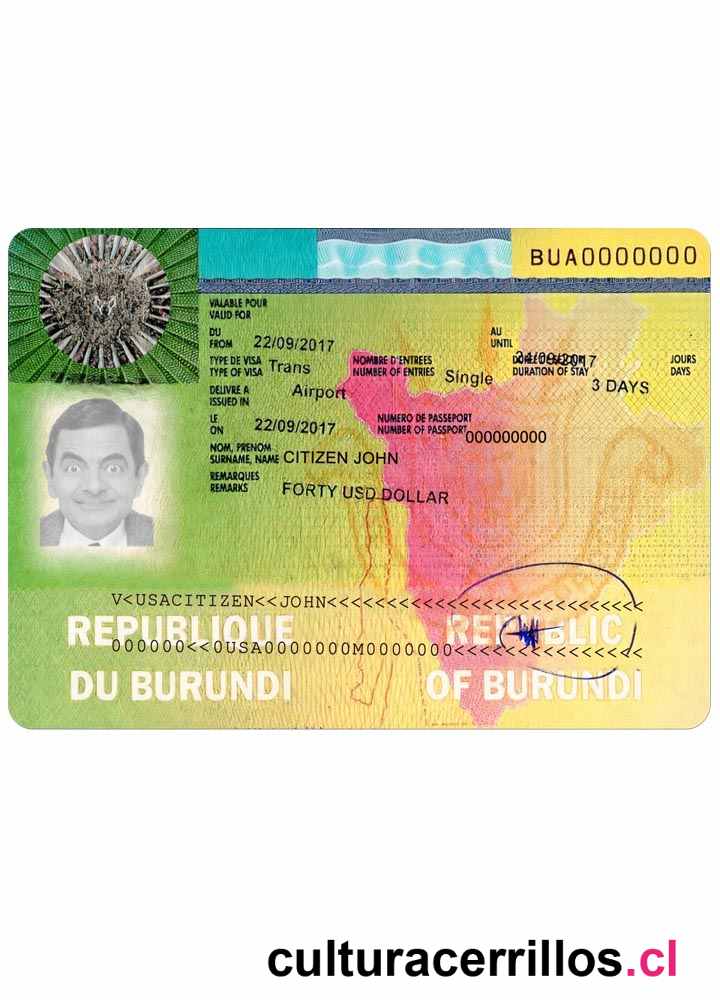 BUA0000000
VALABLE POUR
VALID FOR
DU AU
FROM 22/09/2017 UNTIL 24/09/2017
TYPE DE VISA NOMBRE D'ENTREES JOURS
TYPE OF VISA Trans NUMBER OF ENTRIES Single DURATION OF STAY 3 DAYS DAYS
DELIVRE A
ISSUED IN Airport
LE NUMERO DE PASSEPORT
ON 22/09/2017 NUMBER OF PASSPORT 000000000
NOM, PRENOM
SURNAME, NAME CITIZEN JOHN
REMARQUES
REMARKS FORTY USD DOLLAR
V<USACITIZEN<<JOHN<<<<<<<<<<<<<<<<<<<<<<<<<<
REPUBLIQUE REPUBLIC
000000<<0USA0000000M0000000<<<<<<<<<<<<<<<<
DU BURUNDI OF BURUNDI
culturacerrillos.cl